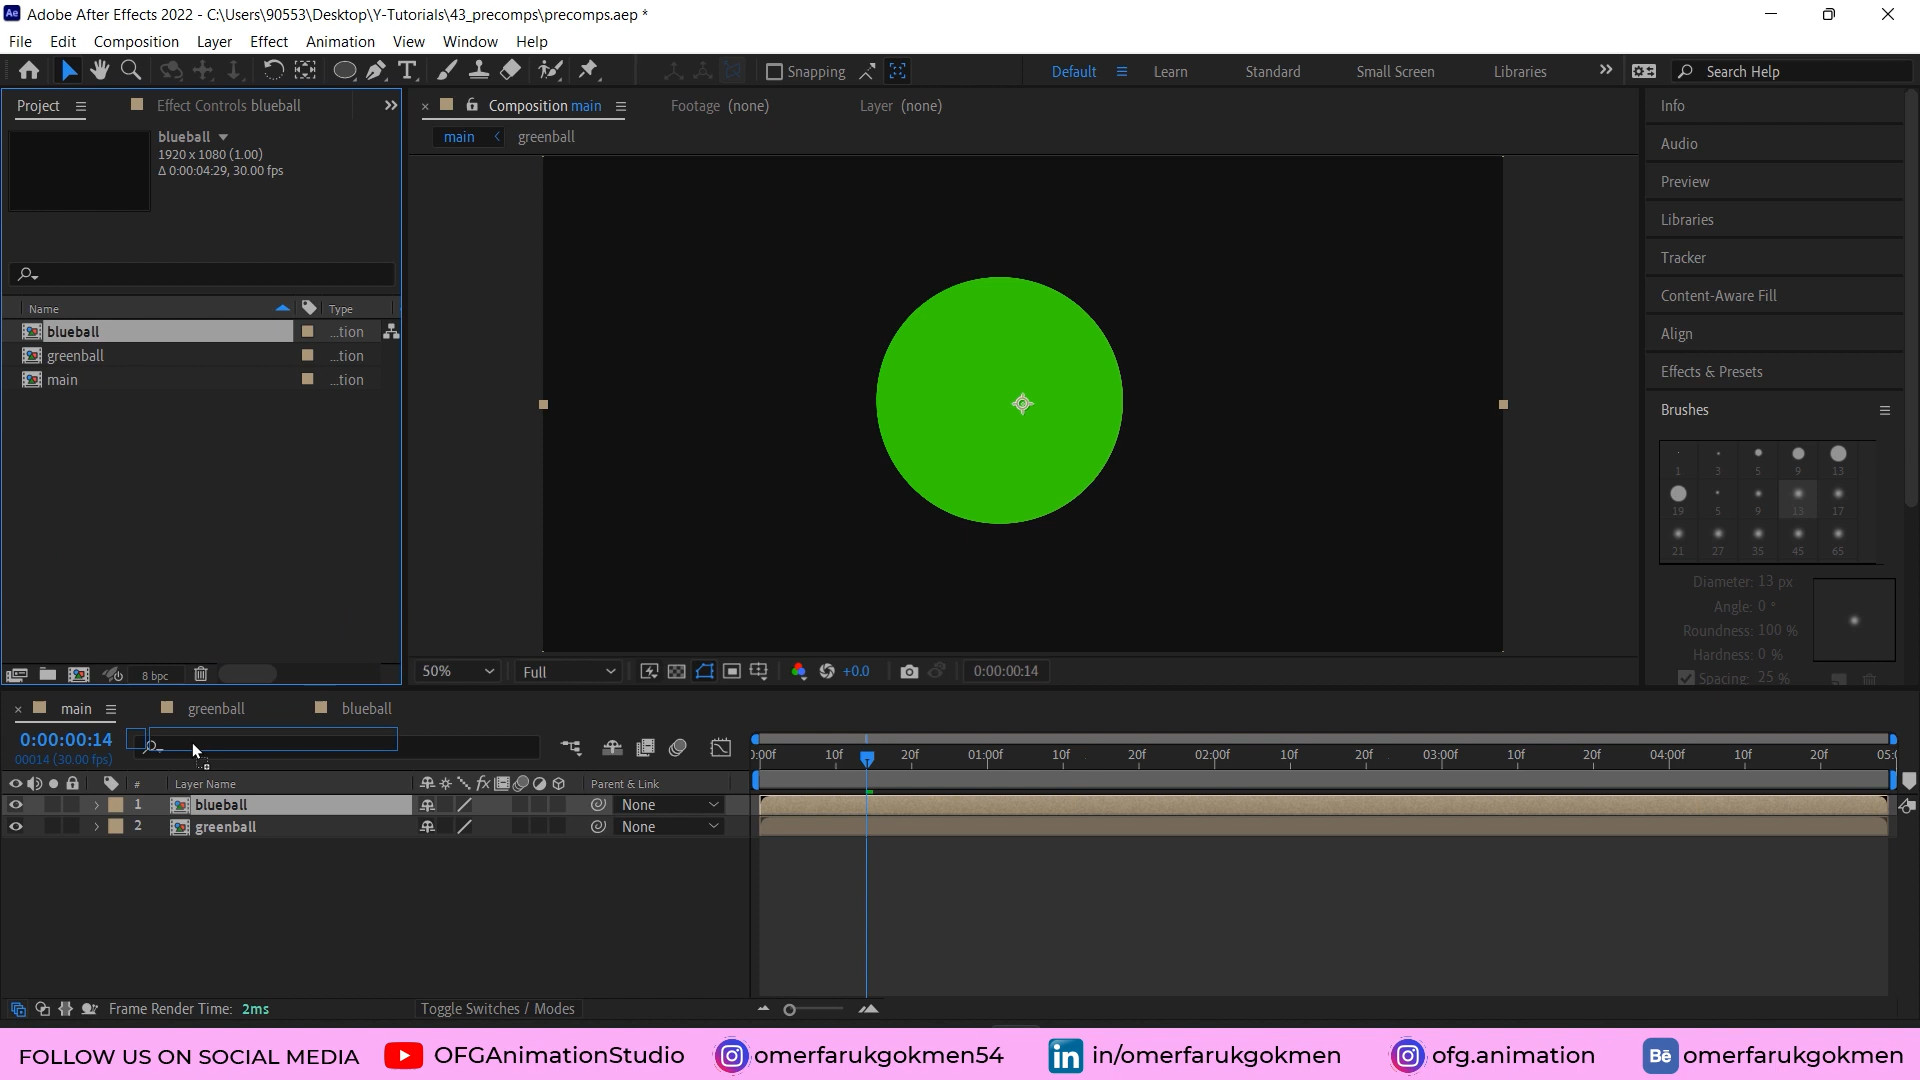 Ae Adobe After Effects 2022 - C:\Users\90553\Desktop\Y-Tutorials\43_precomps\precomps.aep *
File Edit Composition Layer Effect Animation View Window Help
Snapping Default Learn Standard Small Screen Libraries Search Help
Project Effect Controls blueball Composition main Footage (none) Layer (none)
main greenball
blueball
1920 x 1080 (1.00)
Δ 0:00:04:29, 30.00 fps
Name Type
blueball ...tion
greenball ...tion
main ...tion
8 bpc
50% Full +0.0 0:00:00:14
Info
Audio
Preview
Libraries
Tracker
Content-Aware Fill
Align
Effects & Presets
Brushes
1 3 5 9 13
19 5 9 13 17
21 27 35 45 65
Diameter: 13 px
Angle: 0 °
Roundness: 100 %
Hardness: 0 %
Spacing: 25 %
main greenball blueball
0:00:00:14
00014 (30.00 fps)
# Layer Name Parent & Link
1 blueball None
2 greenball None
):00f 10f 20f 01:00f 10f 20f 02:00f 10f 20f 03:00f 10f 20f 04:00f 10f 20f 05:(
Frame Render Time: 2ms Toggle Switches / Modes
FOLLOW US ON SOCIAL MEDIA OFGAnimationStudio omerfarukgokmen54 in in/omerfarukgokmen ofg.animation Bē omerfarukgokmen